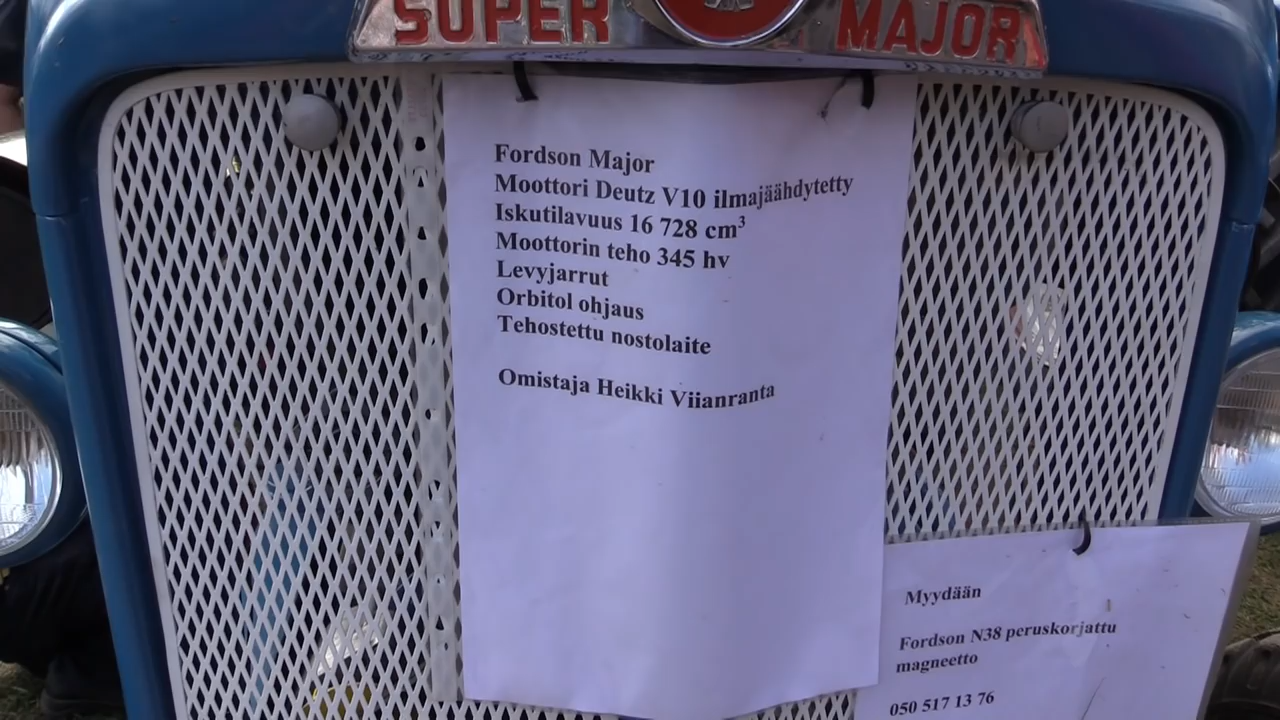 SUPER MAJOR
Fordson Major
Moottori Deutz V10 ilmajäähdytetty
Iskutilavuus 16 728 cm³
Moottorin teho 345 hv
Levyjarrut
Orbitol ohjaus
Tehostettu nostolaite
Omistaja Heikki Viianranta
Myydään
Fordson N38 peruskorjattu
magneetto
050 517 13 76